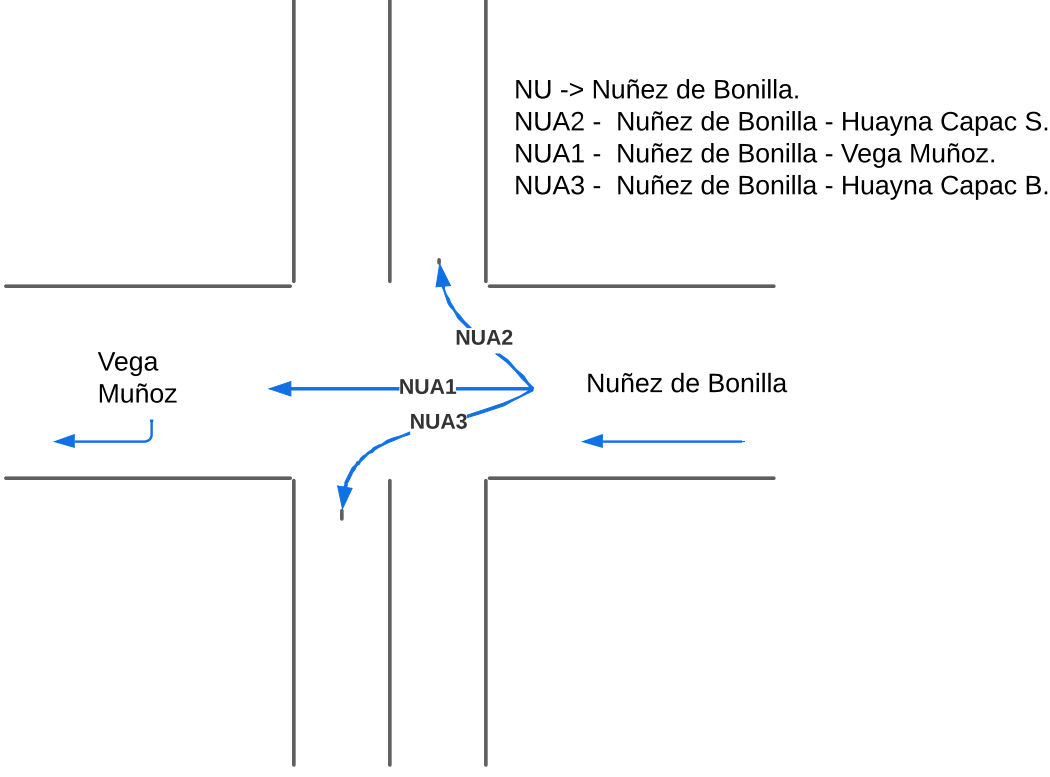 NU -> Nuñez de Bonilla.
NUA2 -  Nuñez de Bonilla - Huayna Capac S.
NUA1 -  Nuñez de Bonilla - Vega Muñoz.
NUA3 -  Nuñez de Bonilla - Huayna Capac B.
NUA2
Vega
Muñoz
NUA1
Nuñez de Bonilla
NUA3